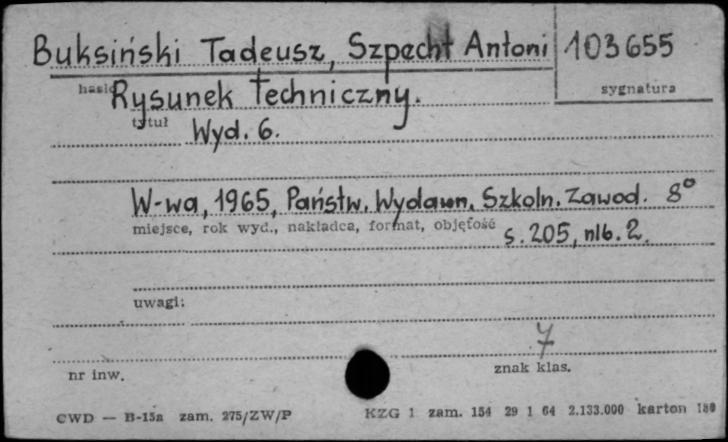 Buksiński Tadeusz, Szpecht Antoni 103655
hasło sygnatura
Rysunek techniczny.
tytuł
Wyd. 6.
W-wa, 1965, Państw. Wydawn. Szkoln. Zawod. 8°
miejsce, rok wyd., nakładca, format, objętość
s. 205, nlb. 2.
uwagi:
7
nr inw. znak klas.
CWD — B-15a zam. 275/ZW/P KZG 1 zam. 154 29 1 64 2.133.000 karton